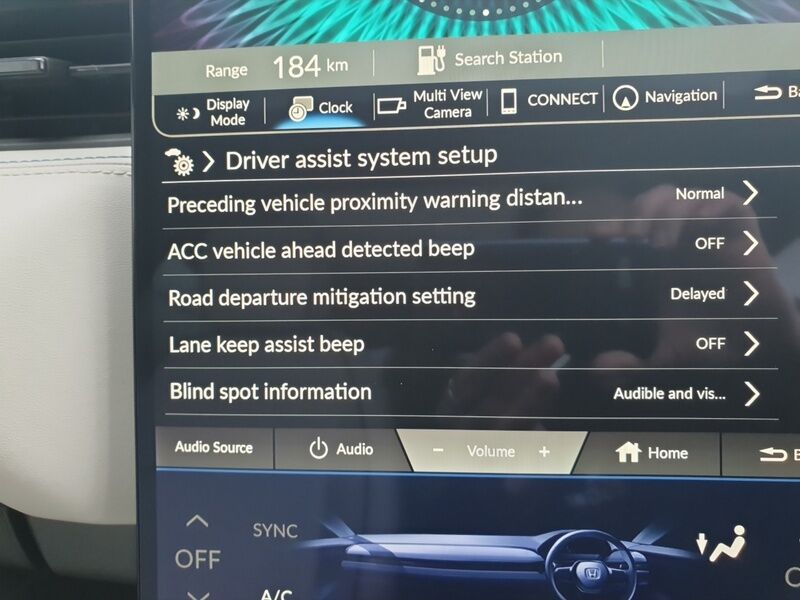 Range 184 km Search Station
Display Mode Clock Multi View Camera CONNECT Navigation
Driver assist system setup
Preceding vehicle proximity warning distan... Normal
ACC vehicle ahead detected beep OFF
Road departure mitigation setting Delayed
Lane keep assist beep OFF
Blind spot information Audible and vis...
Audio Source Audio - Volume + Home
SYNC
OFF
A/C